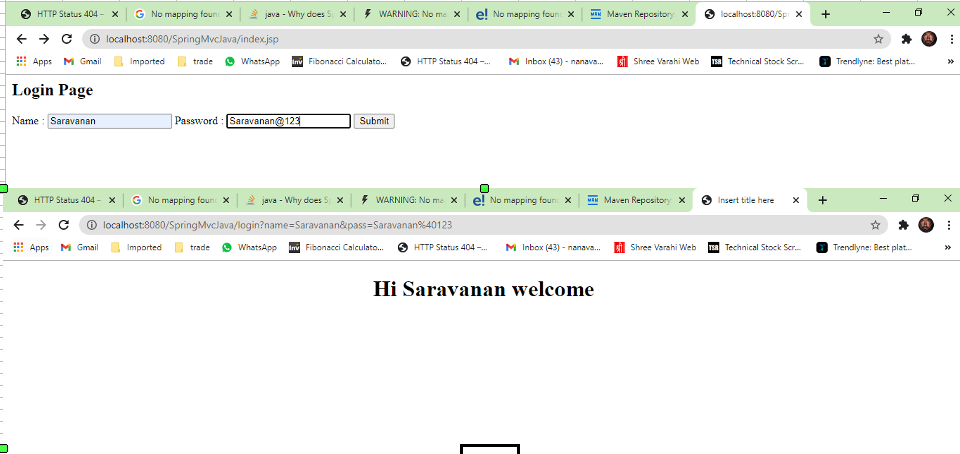 HTTP Status 404 – No mapping foun java - Why does Sp WARNING: No ma No mapping foun Maven Repository: localhost:8080/Spri
localhost:8080/SpringMvcJava/index.jsp
Apps Gmail Imported trade WhatsApp Fibonacci Calculato... HTTP Status 404 –... Inbox (43) - nanava... Shree Varahi Web Technical Stock Scr... Trendlyne: Best plat... »
Login Page
Name : Saravanan Password : Saravanan@123 Submit
HTTP Status 404 – No mapping foun java - Why does Sp WARNING: No ma No mapping foun Maven Repository: Insert title here
localhost:8080/SpringMvcJava/login?name=Saravanan&pass=Saravanan%40123
Apps Gmail Imported trade WhatsApp Fibonacci Calculato... HTTP Status 404 –... Inbox (43) - nanava... Shree Varahi Web Technical Stock Scr... Trendlyne: Best plat... »
Hi Saravanan welcome